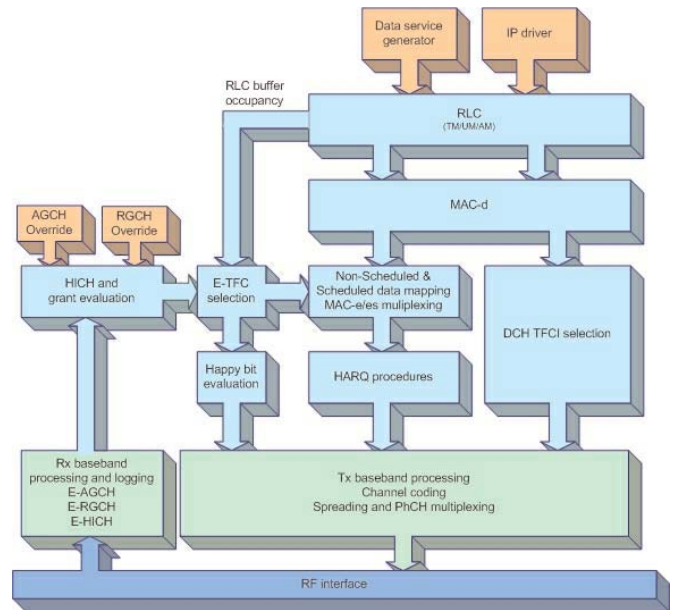 Data service
generator
IP driver
RLC buffer
occupancy
RLC
(TM/UM/AM)
MAC-d
AGCH
Override
RGCH
Override
HICH and
grant evaluation
E-TFC
selection
Non-Scheduled &
Scheduled data mapping
MAC-e/es muliplexing
DCH TFCI selection
Happy bit
evaluation
HARQ procedures
Rx baseband
processing and logging
E-AGCH
E-RGCH
E-HICH
Tx baseband processing
Channel coding
Spreading and PhCH multiplexing
RF interface